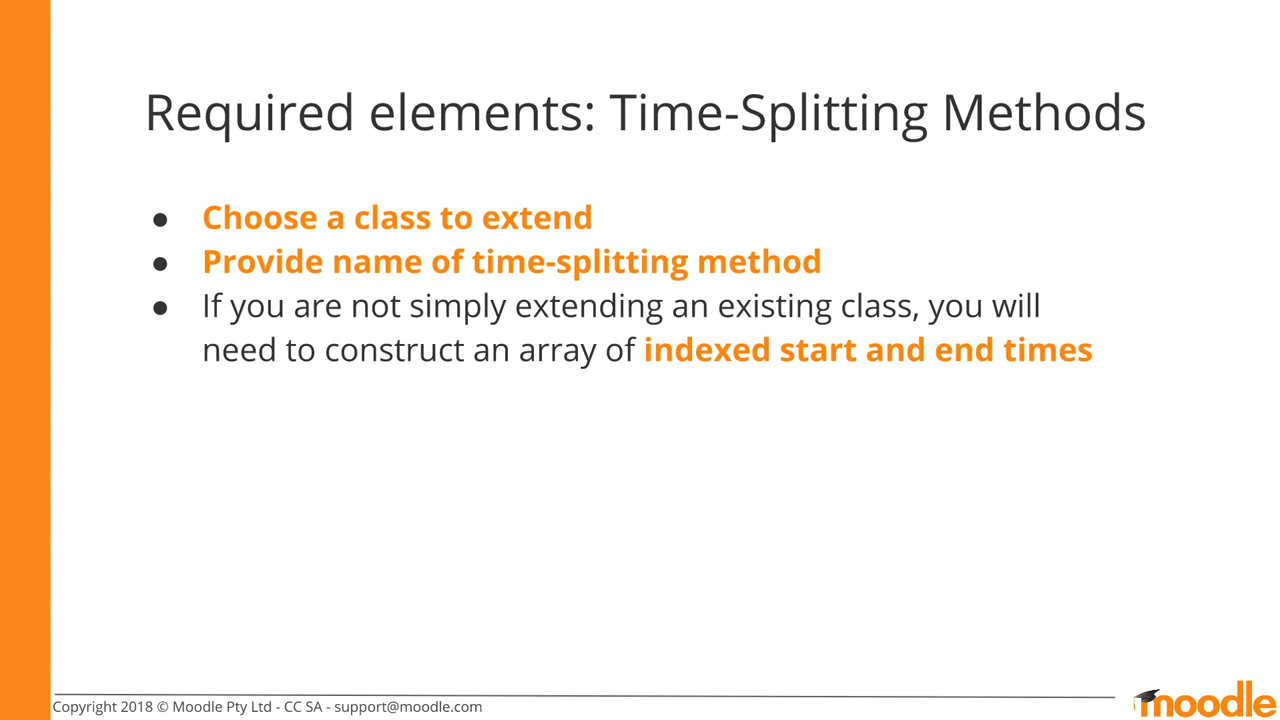 Required elements: Time-Splitting Methods
● Choose a class to extend
● Provide name of time-splitting method
● If you are not simply extending an existing class, you will
need to construct an array of indexed start and end times
Copyright 2018 © Moodle Pty Ltd - CC SA - support@moodle.com
moodle